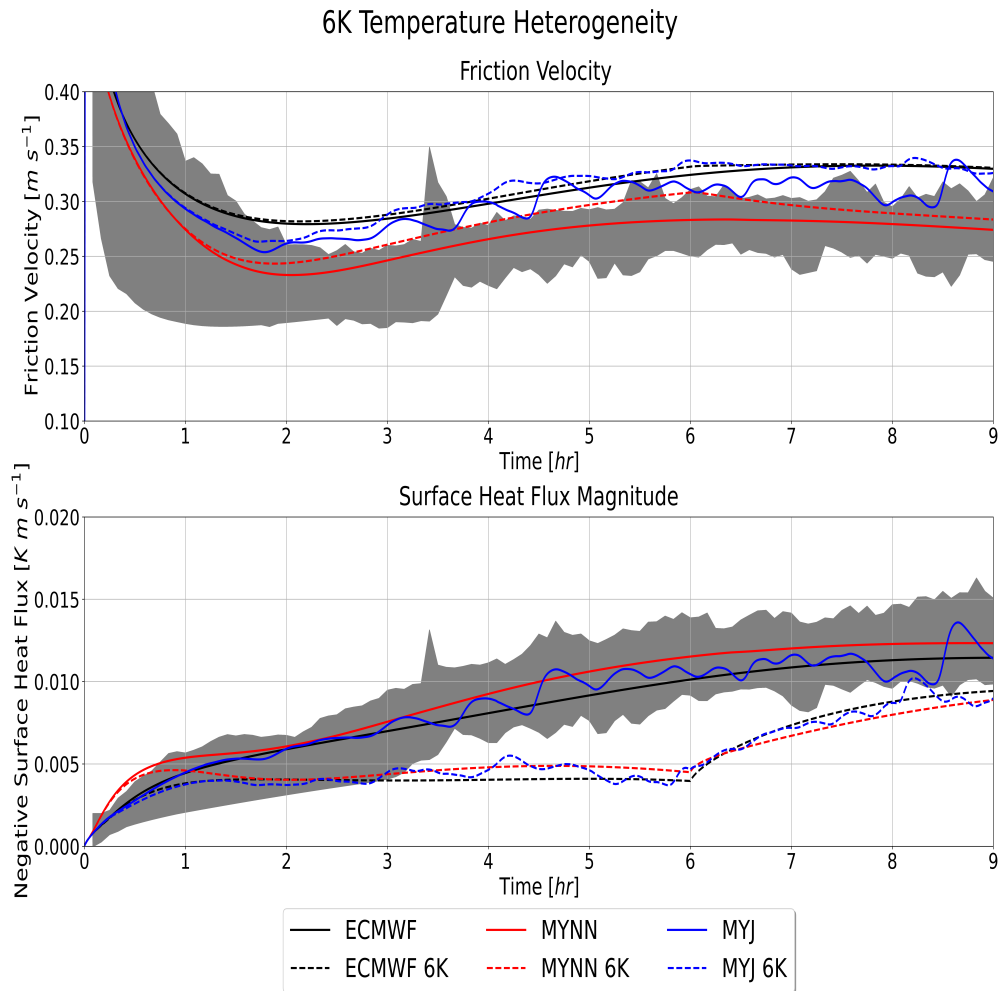 6K Temperature Heterogeneity
Friction Velocity
Friction Velocity [m s⁻¹]
0.40
0.35
0.30
0.25
0.20
0.15
0.10
0 1 2 3 4 5 6 7 8 9
Time [hr]
Surface Heat Flux Magnitude
Negative Surface Heat Flux [K m s⁻¹]
0.020
0.015
0.010
0.005
0.000
0 1 2 3 4 5 6 7 8 9
Time [hr]
ECMWF MYNN MYJ
ECMWF 6K MYNN 6K MYJ 6K